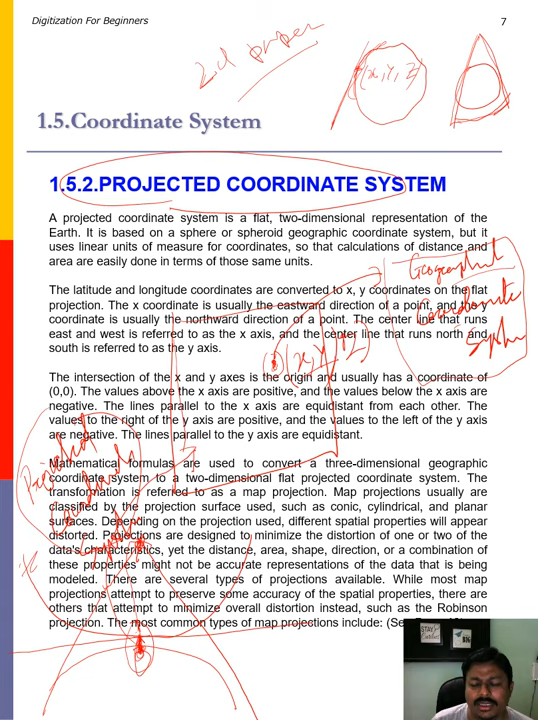 Digitization For Beginners
7
2d paper
(x, Y, Z)
1.5.Coordinate System
1.5.2.PROJECTED COORDINATE SYSTEM
A projected coordinate system is a flat, two-dimensional representation of the
Earth. It is based on a sphere or spheroid geographic coordinate system, but it
uses linear units of measure for coordinates, so that calculations of distance and
area are easily done in terms of those same units.
The latitude and longitude coordinates are converted to x, y coordinates on the flat
projection. The x coordinate is usually the eastward direction of a point, and the y
coordinate is usually the northward direction of a point. The center line that runs
east and west is referred to as the x axis, and the center line that runs north and
south is referred to as the y axis.
Coordinate
The intersection of the x and y axes is the origin and usually has a coordinate of
(0,0). The values above the x axis are positive, and the values below the x axis are
negative. The lines parallel to the x axis are equidistant from each other. The
values to the right of the y axis are positive, and the values to the left of the y axis
are negative. The lines parallel to the y axis are equidistant.
Mathematical formulas are used to convert a three-dimensional geographic
coordinate system to a two-dimensional flat projected coordinate system. The
transformation is referred to as a map projection. Map projections usually are
classified by the projection surface used, such as conic, cylindrical, and planar
surfaces. Depending on the projection used, different spatial properties will appear
distorted. Projections are designed to minimize the distortion of one or two of the
data's characteristics, yet the distance, area, shape, direction, or a combination of
these properties might not be accurate representations of the data that is being
modeled. There are several types of projections available. While most map
projections attempt to preserve some accuracy of the spatial properties, there are
others that attempt to minimize overall distortion instead, such as the Robinson
projection. The most common types of map projections include: (See
STAY